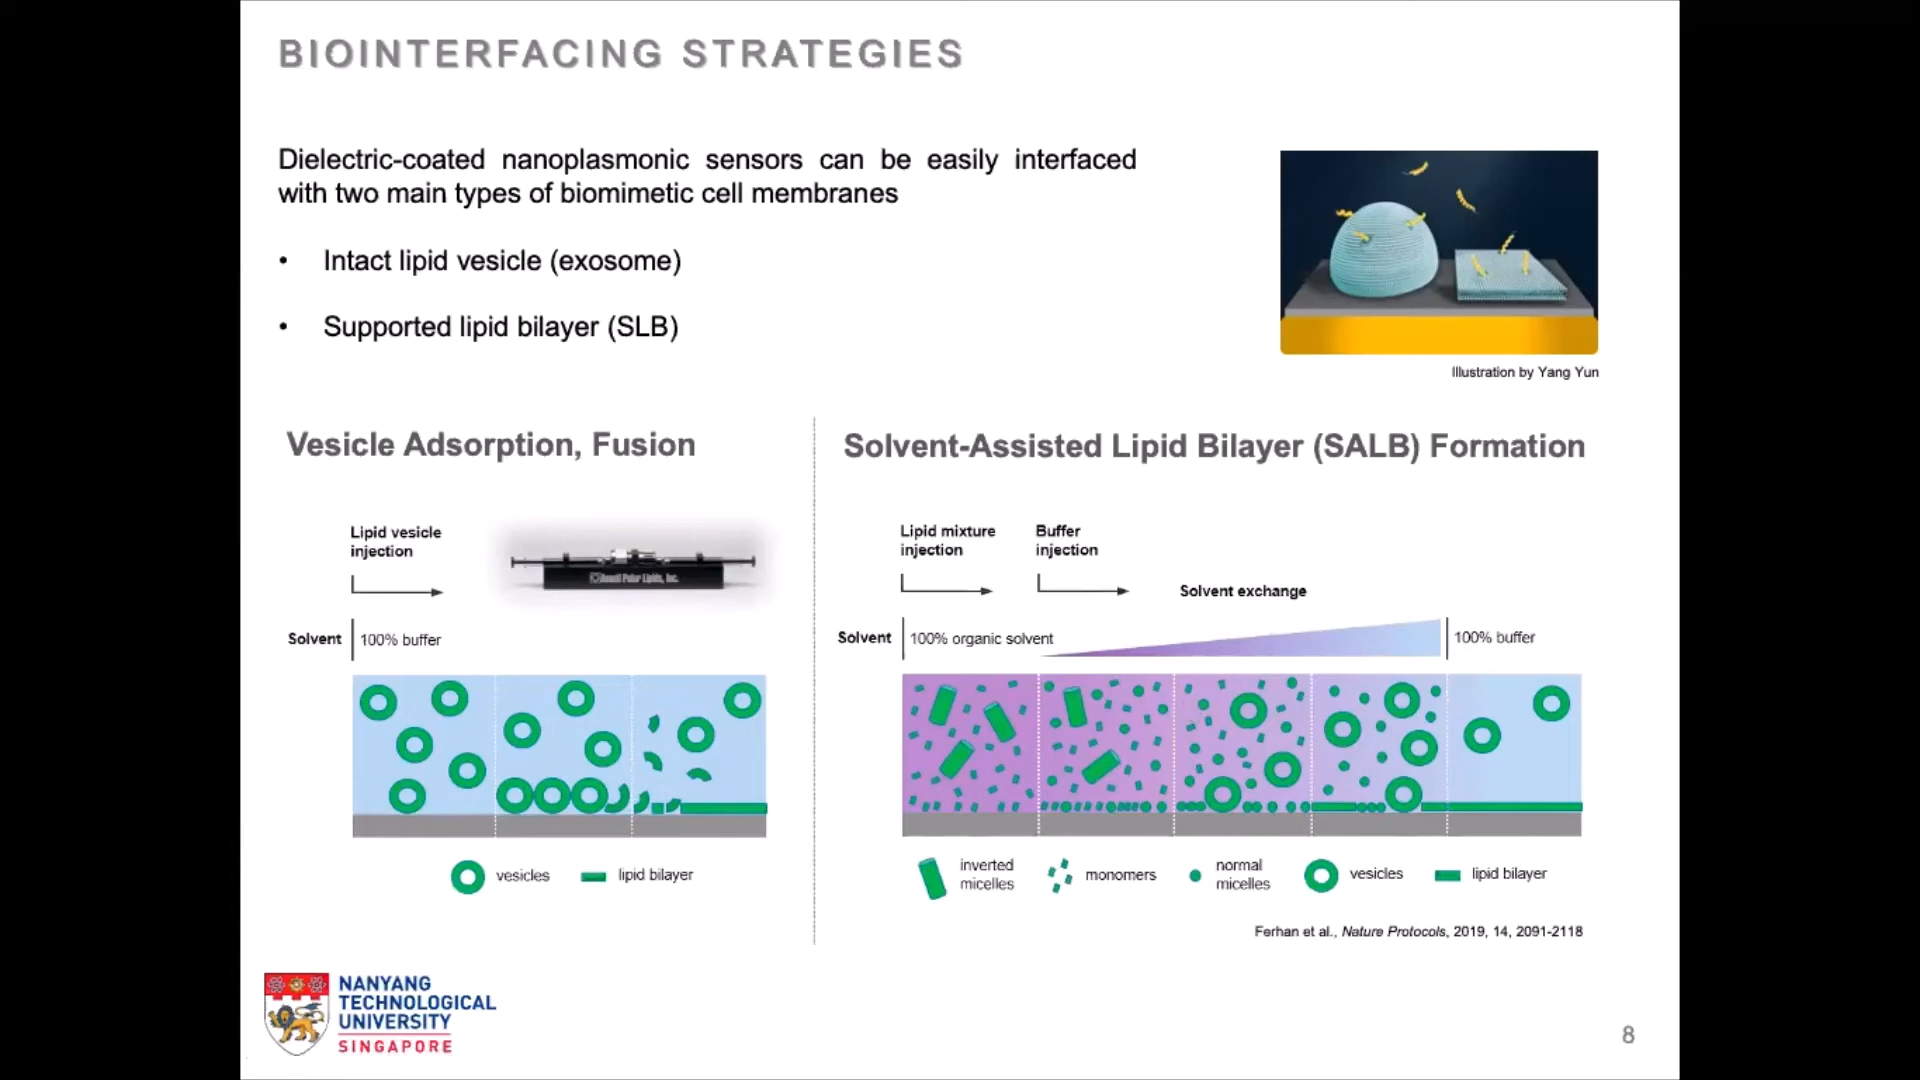 BIOINTERFACING STRATEGIES
Dielectric-coated nanoplasmonic sensors can be easily interfaced
with two main types of biomimetic cell membranes
• Intact lipid vesicle (exosome)
• Supported lipid bilayer (SLB)
Illustration by Yang Yun
Vesicle Adsorption, Fusion
Lipid vesicle
injection
Avanti Polar Lipids, Inc.
Solvent
100% buffer
vesicles
lipid bilayer
Solvent-Assisted Lipid Bilayer (SALB) Formation
Lipid mixture
injection
Buffer
injection
Solvent exchange
Solvent
100% organic solvent
100% buffer
inverted
micelles
monomers
normal
micelles
vesicles
lipid bilayer
Ferhan et al., Nature Protocols, 2019, 14, 2091-2118
NANYANG
TECHNOLOGICAL
UNIVERSITY
SINGAPORE
8